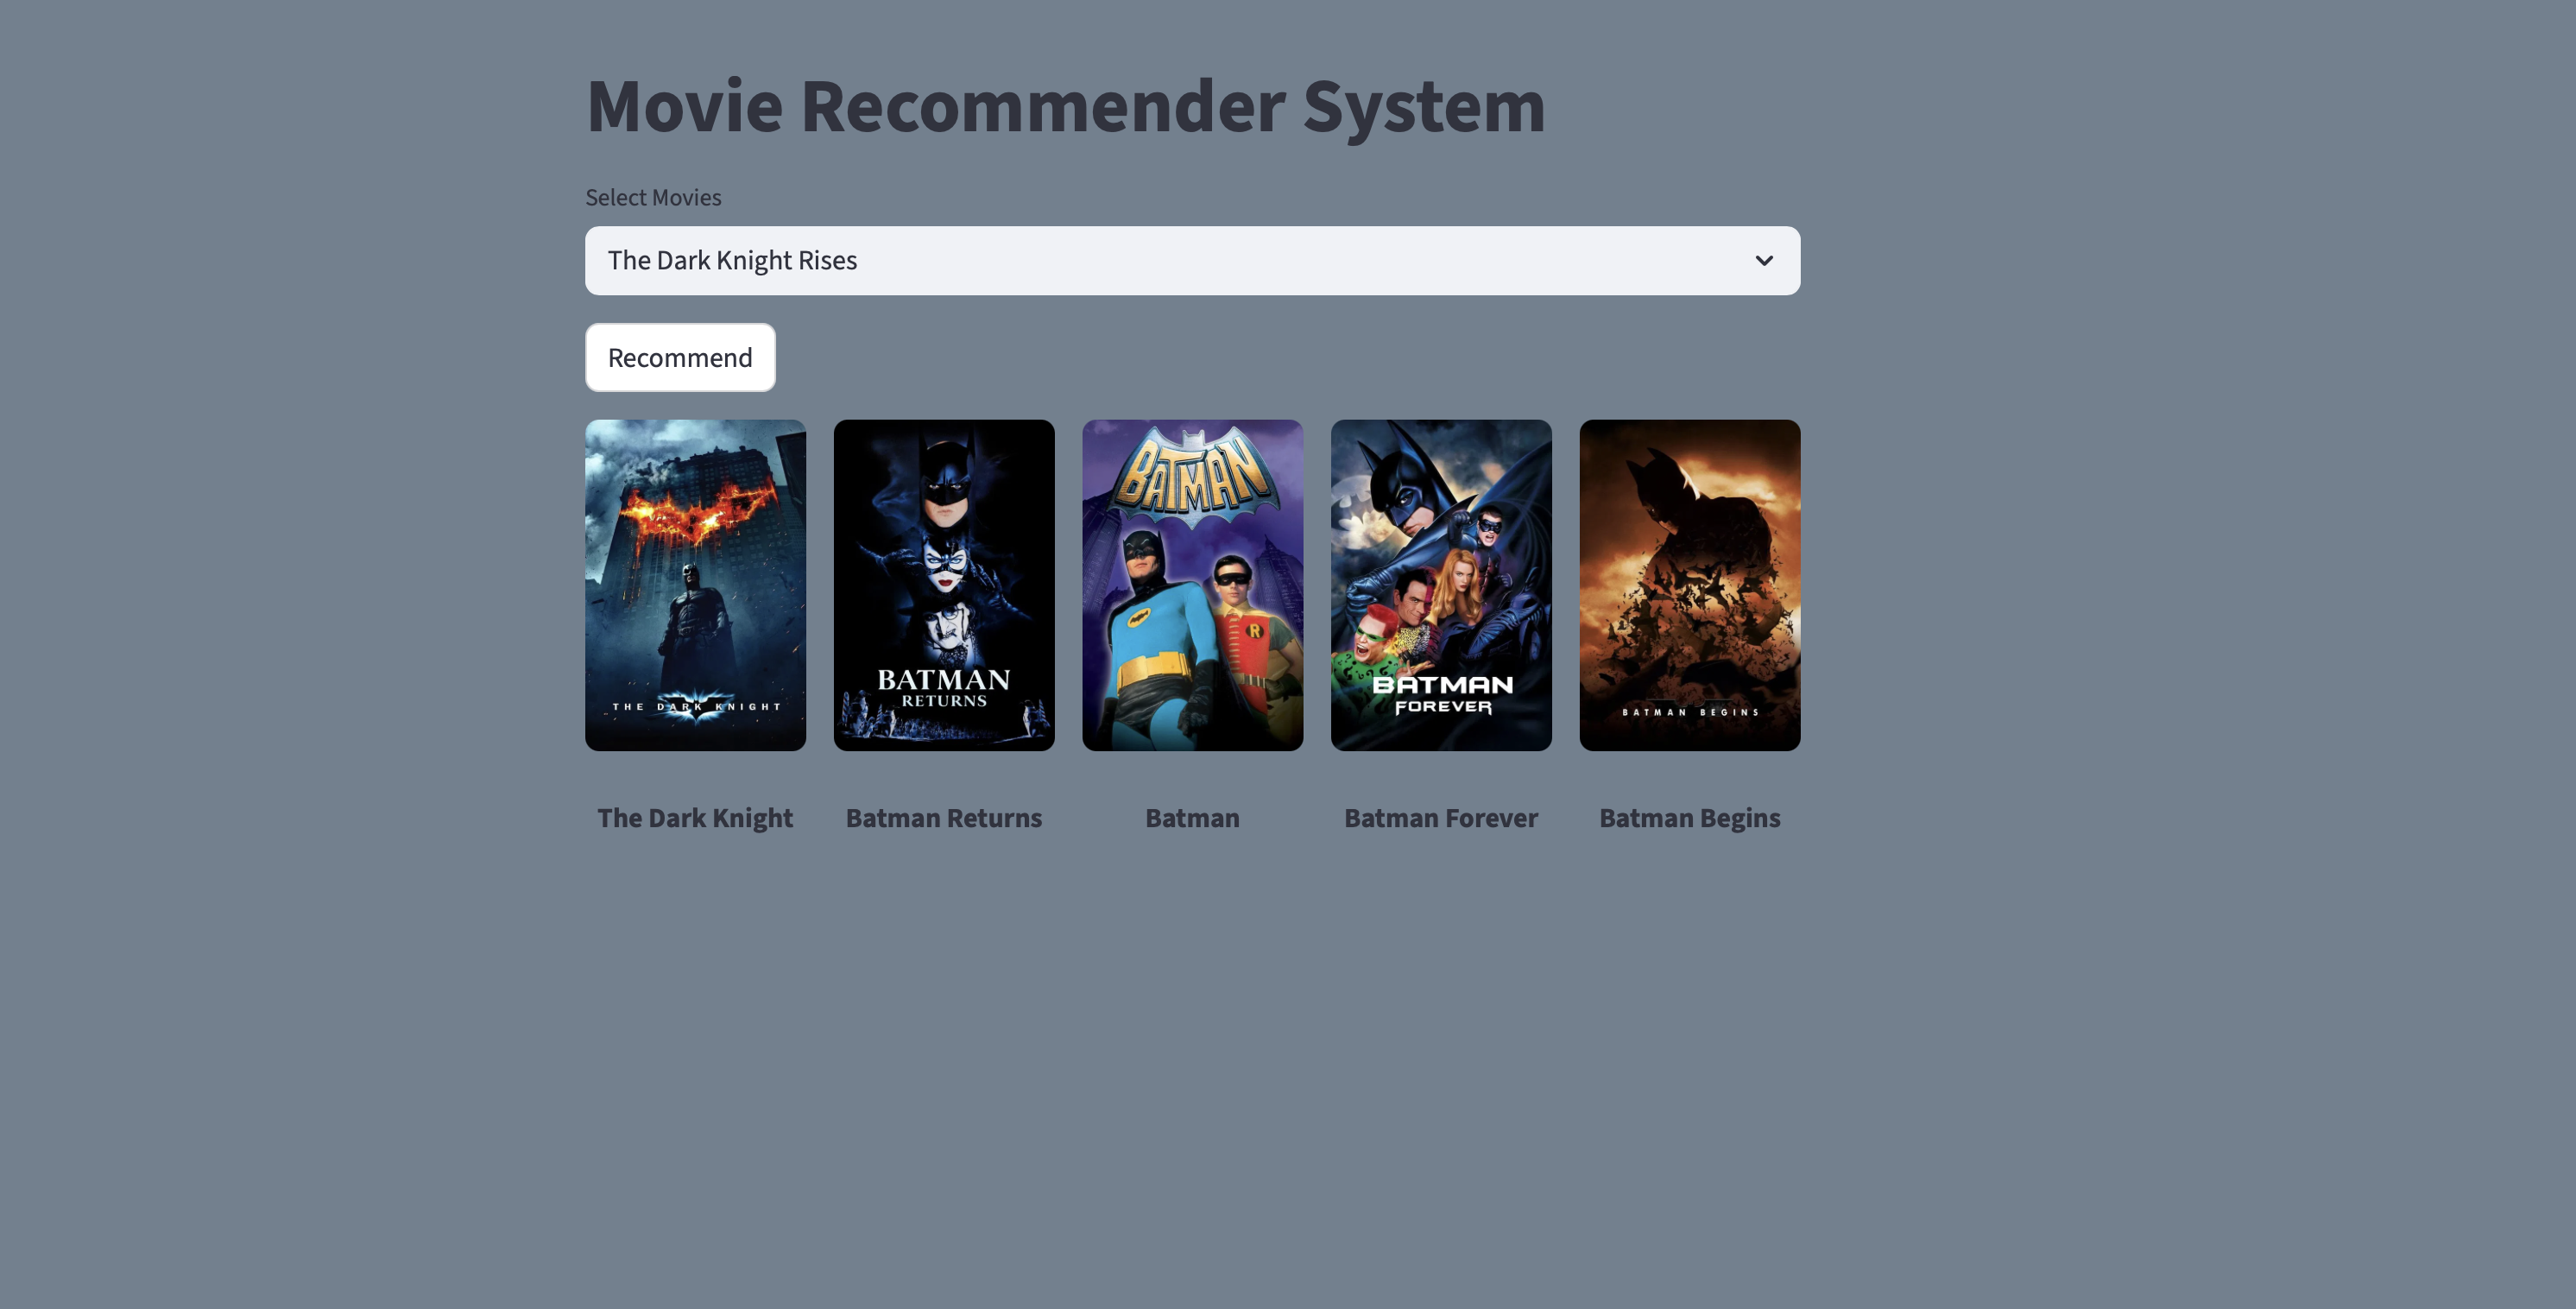 Movie Recommender System
Select Movies
The Dark Knight Rises
Recommend
THE DARK KNIGHT
BATMAN
RETURNS
BATMAN
R
BATMAN
FOREVER
BATMAN BEGINS
The Dark Knight
Batman Returns
Batman
Batman Forever
Batman Begins